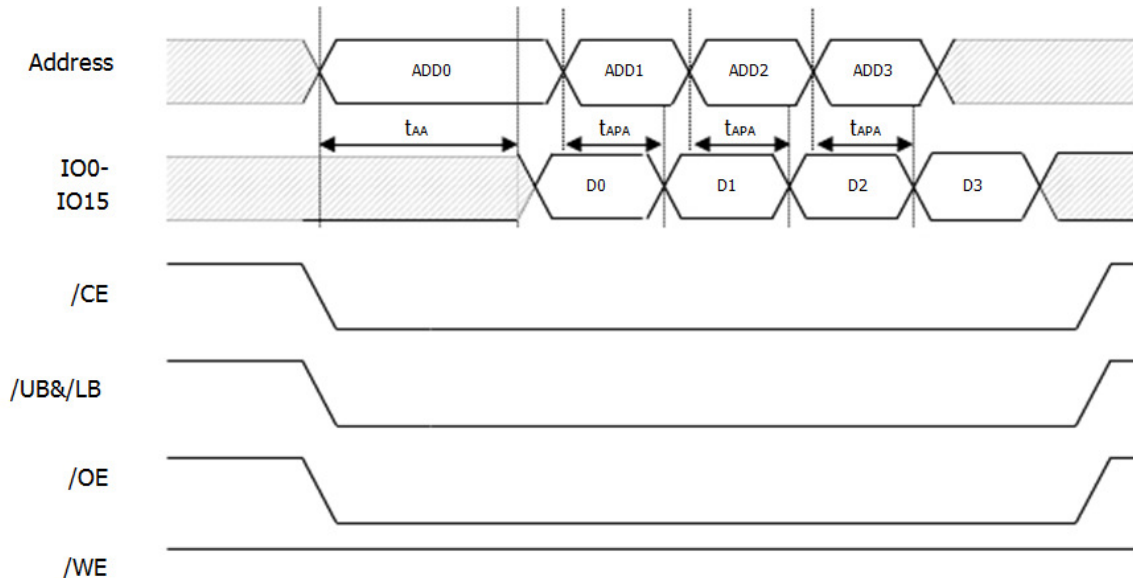 Address
ADD0 ADD1 ADD2 ADD3
tAA tAPA tAPA tAPA
IO0-
IO15
D0 D1 D2 D3
/CE
/UB&/LB
/OE
/WE